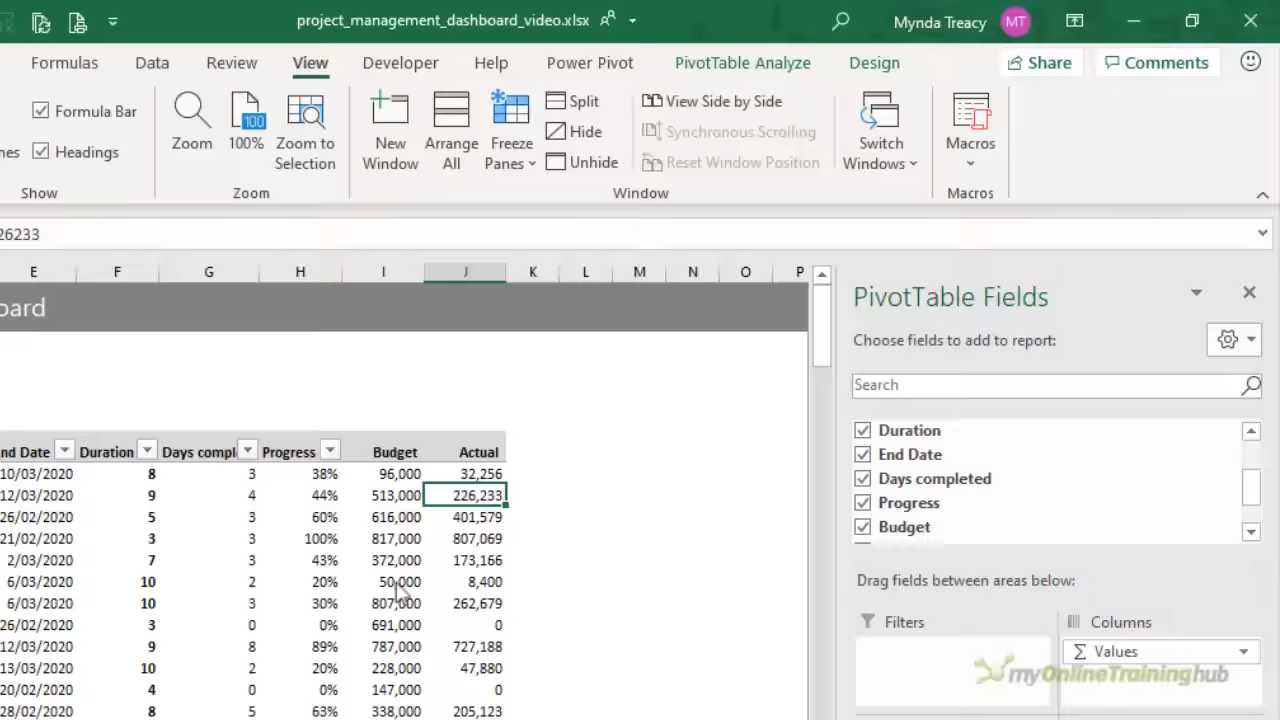 project_management_dashboard_video.xlsx
Mynda Treacy MT
Formulas Data Review View Developer Help Power Pivot PivotTable Analyze Design Share Comments
Formula Bar
Headings
Show
Zoom
100
100%
Zoom to Selection
Zoom
New Window
Arrange All
Freeze Panes
Split
Hide
Unhide
View Side by Side
Synchronous Scrolling
Reset Window Position
Window
Switch Windows
Macros
Macros
26233
E F G H I J K L M N O P
PivotTable Fields
Choose fields to add to report:
Search
Duration
End Date
Days completed
Progress
Budget
Drag fields between areas below:
Filters
Columns
Σ Values
myOnlineTraininghub
oard
nd Date Duration Days compl Progress Budget Actual
10/03/2020 8 3 38% 96,000 32,256
12/03/2020 9 4 44% 513,000 226,233
26/02/2020 5 3 60% 616,000 401,579
21/02/2020 3 3 100% 817,000 807,069
2/03/2020 7 3 43% 372,000 173,166
6/03/2020 10 2 20% 50,000 8,400
6/03/2020 10 3 30% 807,000 262,679
26/02/2020 3 0 0% 691,000 0
12/03/2020 9 8 89% 787,000 727,188
13/03/2020 10 2 20% 228,000 47,880
20/02/2020 4 0 0% 147,000 0
28/02/2020 8 5 63% 338,000 205,123